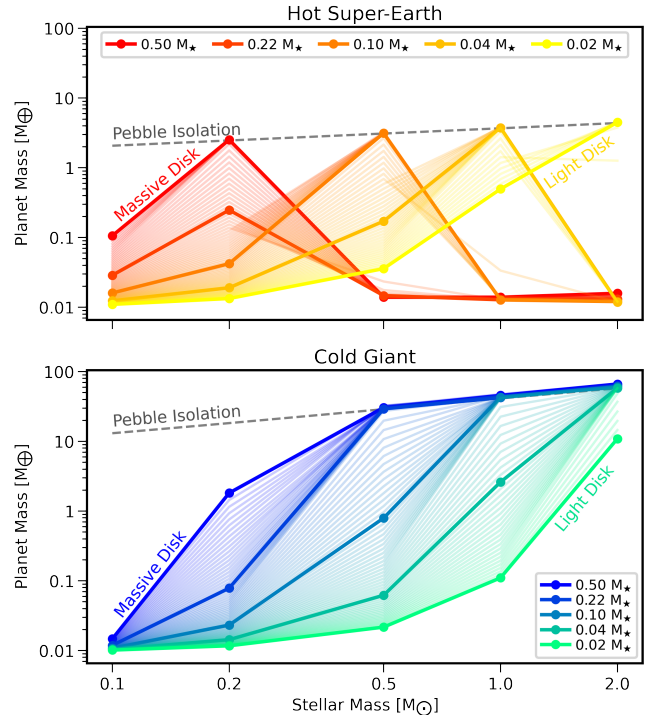 Hot Super-Earth
100
10
1
0.1
0.01
Planet Mass [M⨁]
0.50 M★ 0.22 M★ 0.10 M★ 0.04 M★ 0.02 M★
Pebble Isolation
Massive Disk
Light Disk
Cold Giant
100
10
1
0.1
0.01
Planet Mass [M⨁]
Pebble Isolation
Massive Disk
Light Disk
0.50 M★
0.22 M★
0.10 M★
0.04 M★
0.02 M★
0.1 0.2 0.5 1.0 2.0
Stellar Mass [M⨀]